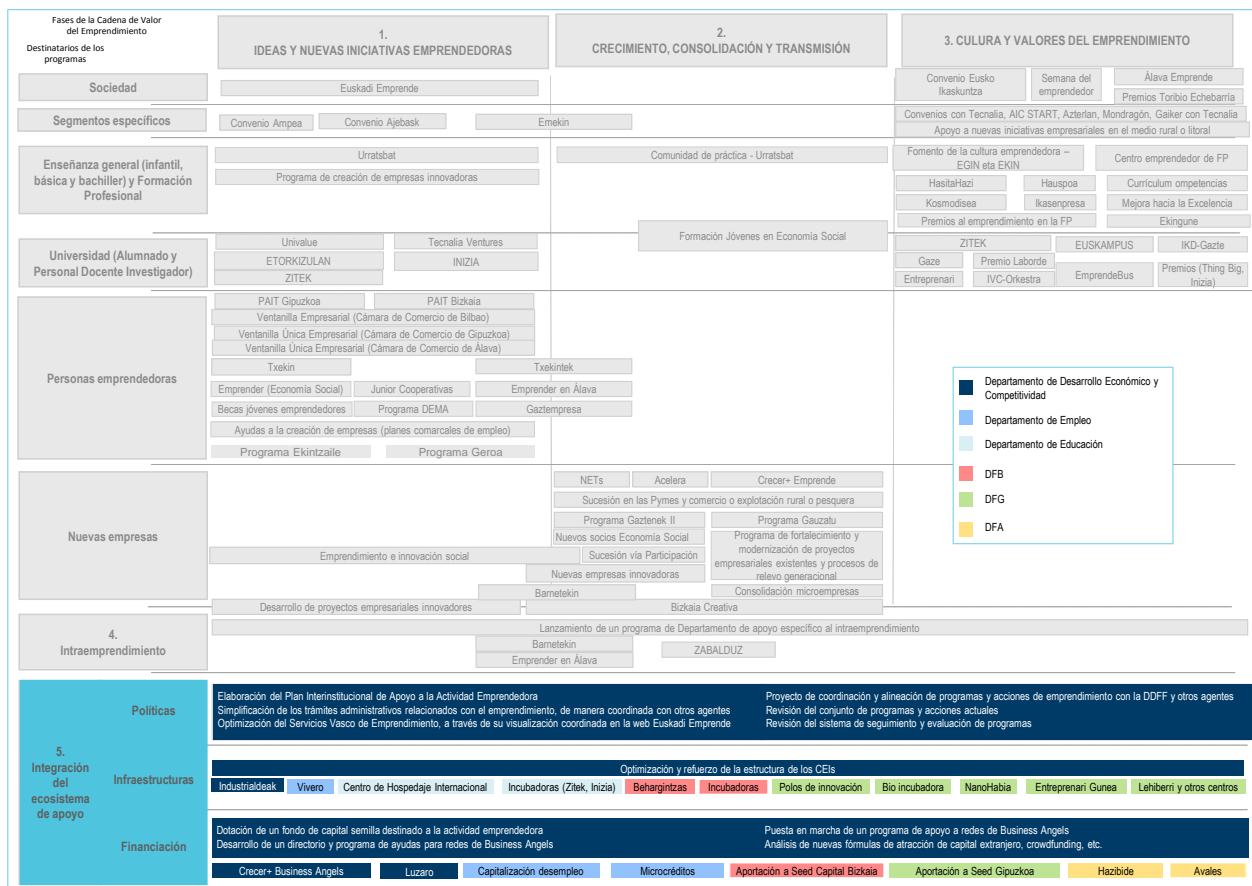 Fases de la Cadena de Valor
del Emprendimiento
Destinatarios de los
programas
1.
IDEAS Y NUEVAS INICIATIVAS EMPRENDEDORAS
2.
CRECIMIENTO, CONSOLIDACIÓN Y TRANSMISIÓN
3. CULURA Y VALORES DEL EMPRENDIMIENTO
Sociedad
Euskadi Emprende
Convenio Eusko
Ikaskuntza
Semana del
emprendedor
Álava Emprende
Premios Toribio Echebarría
Segmentos específicos
Convenio Ampea
Convenio Ajebask
Emekin
Convenios con Tecnalia, AIC START, Azterlan, Mondragón, Gaiker con Tecnalia
Apoyo a nuevas iniciativas empresariales en el medio rural o litoral
Enseñanza general (infantil,
básica y bachiller) y Formación
Profesional
Urratsbat
Programa de creación de empresas innovadoras
Comunidad de práctica - Urratsbat
Fomento de la cultura emprendedora –
EGIN eta EKIN
Centro emprendedor de FP
HasitaHazi
Hauspoa
Currículum ompetencias
Kosmodisea
Ikasenpresa
Mejora hacia la Excelencia
Premios al emprendimiento en la FP
Ekingune
Formación Jóvenes en Economía Social
Universidad (Alumnado y
Personal Docente Investigador)
Univalue
Tecnalia Ventures
ETORKIZULAN
INIZIA
ZITEK
ZITEK
EUSKAMPUS
IKD-Gazte
Gaze
Premio Laborde
Entreprenari
IVC-Orkestra
EmprendeBus
Premios (Thing Big,
Inizia)
Personas emprendedoras
PAIT Gipuzkoa
PAIT Bizkaia
Ventanilla Empresarial (Cámara de Comercio de Bilbao)
Ventanilla Única Empresarial (Cámara de Comercio de Gipuzkoa)
Ventanilla Única Empresarial (Cámara de Comercio de Álava)
Txekin
Txekintek
Emprender (Economía Social)
Junior Cooperativas
Emprender en Álava
Becas jóvenes emprendedores
Programa DEMA
Gaztempresa
Ayudas a la creación de empresas (planes comarcales de empleo)
Programa Ekintzaile
Programa Geroa
Departamento de Desarrollo Económico y
Competitividad
Departamento de Empleo
Departamento de Educación
DFB
DFG
DFA
Nuevas empresas
NETs
Acelera
Crecer+ Emprende
Sucesión en las Pymes y comercio o explotación rural o pesquera
Programa Gaztenek II
Programa Gauzatu
Nuevos socios Economía Social
Programa de fortalecimiento y
modernización de proyectos
empresariales existentes y procesos de
relevo generacional
Emprendimiento e innovación social
Sucesión vía Participación
Nuevas empresas innovadoras
Barnetekin
Consolidación microempresas
Desarrollo de proyectos empresariales innovadores
Bizkaia Creativa
4.
Intraemprendimiento
Lanzamiento de un programa de Departamento de apoyo específico al intraemprendimiento
Barnetekin
ZABALDUZ
Emprender en Álava
5.
Integración
del
ecosistema
de apoyo
Políticas
Elaboración del Plan Interinstitucional de Apoyo a la Actividad Emprendedora
Simplificación de los trámites administrativos relacionados con el emprendimiento, de manera coordinada con otros agentes
Optimización del Servicios Vasco de Emprendimiento, a través de su visualización coordinada en la web Euskadi Emprende
Proyecto de coordinación y alineación de programas y acciones de emprendimiento con la DDFF y otros agentes
Revisión del conjunto de programas y acciones actuales
Revisión del sistema de seguimiento y evaluación de programas
Infraestructuras
Optimización y refuerzo de la estructura de los CEIs
Industrialdeak
Vivero
Centro de Hospedaje Internacional
Incubadoras (Zitek, Inizia)
Behargintzas
Incubadoras
Polos de innovación
Bio incubadora
NanoHabia
Entreprenari Gunea
Lehiberri y otros centros
Financiación
Dotación de un fondo de capital semilla destinado a la actividad emprendedora
Desarrollo de un directorio y programa de ayudas para redes de Business Angels
Puesta en marcha de un programa de apoyo a redes de Business Angels
Análisis de nuevas fórmulas de atracción de capital extranjero, crowdfunding, etc.
Crecer+ Business Angels
Luzaro
Capitalización desempleo
Microcréditos
Aportación a Seed Capital Bizkaia
Aportación a Seed Gipuzkoa
Hazibide
Avales